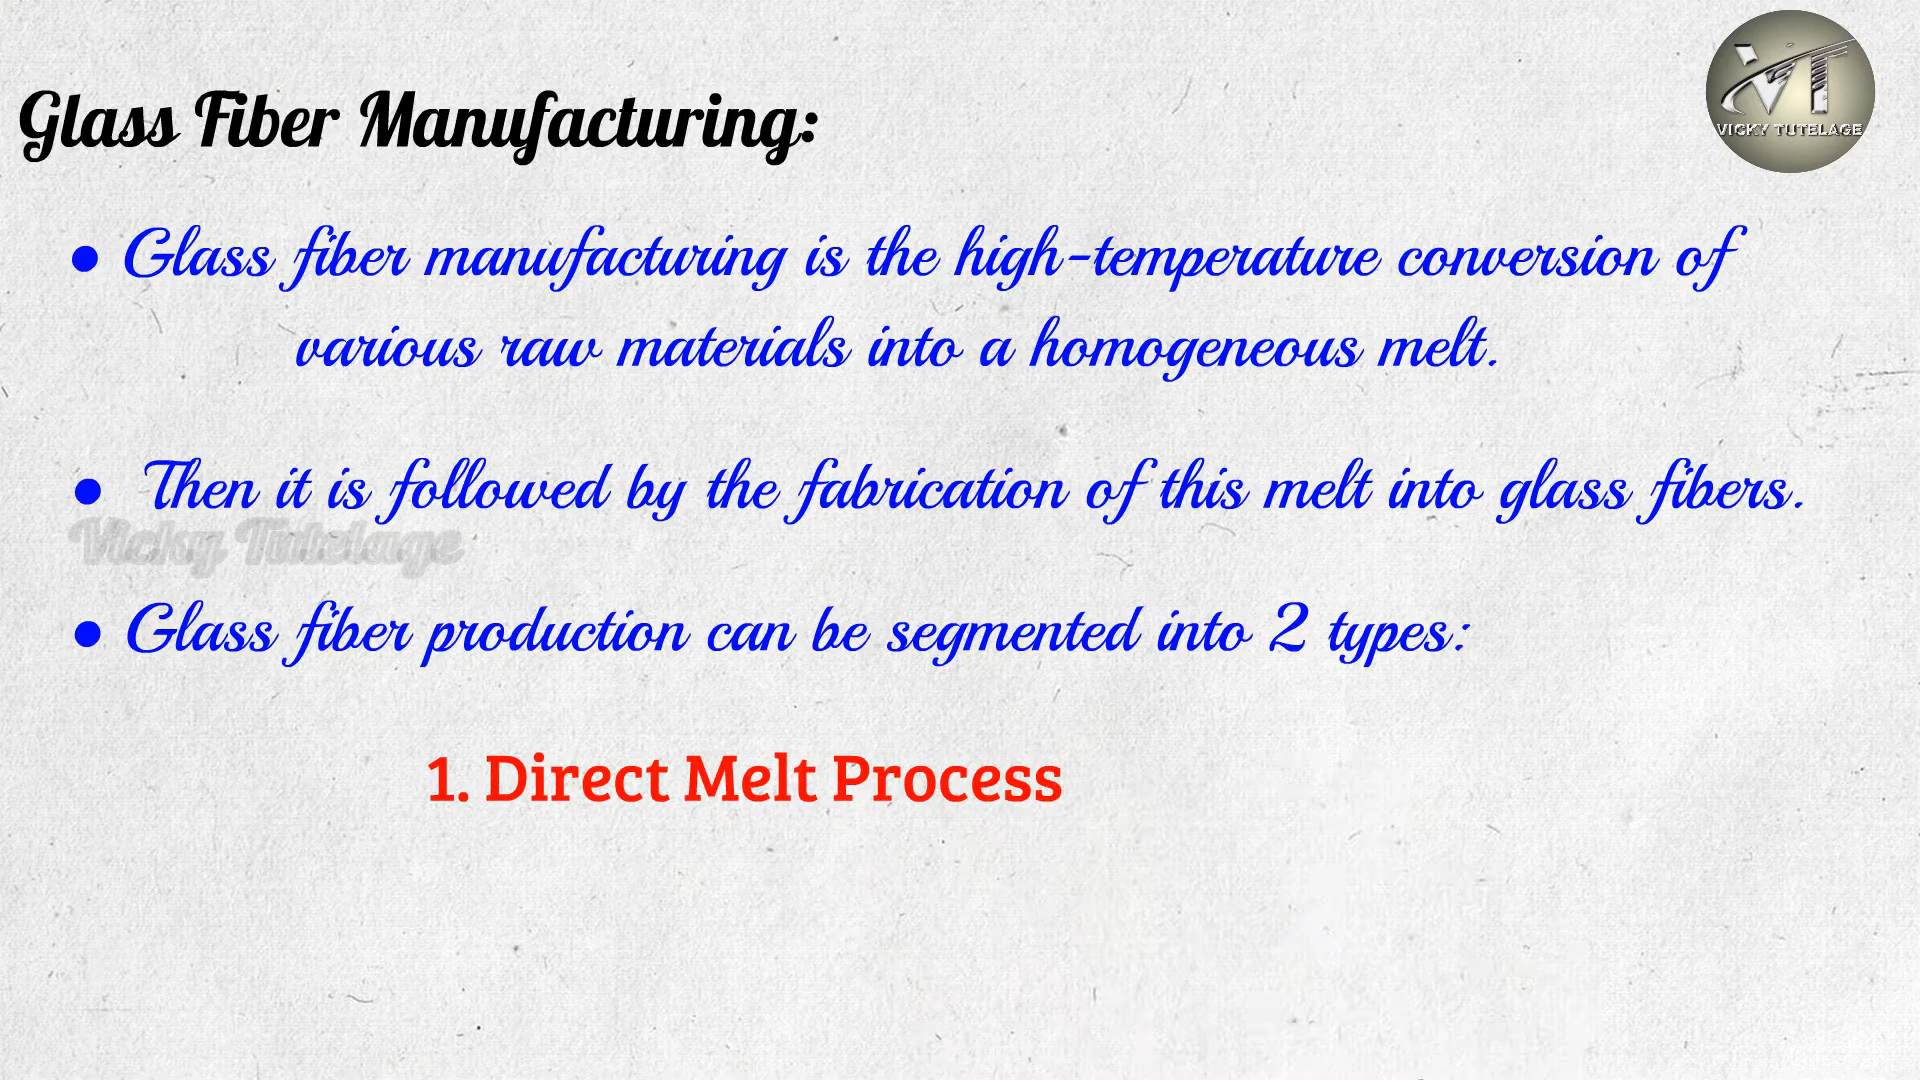 VT
VICKY TUTELAGE
Glass Fiber Manufacturing:
● Glass fiber manufacturing is the high-temperature conversion of
various raw materials into a homogeneous melt.
● Then it is followed by the fabrication of this melt into glass fibers.
Vicky Tutelage
● Glass fiber production can be segmented into 2 types:
1. Direct Melt Process